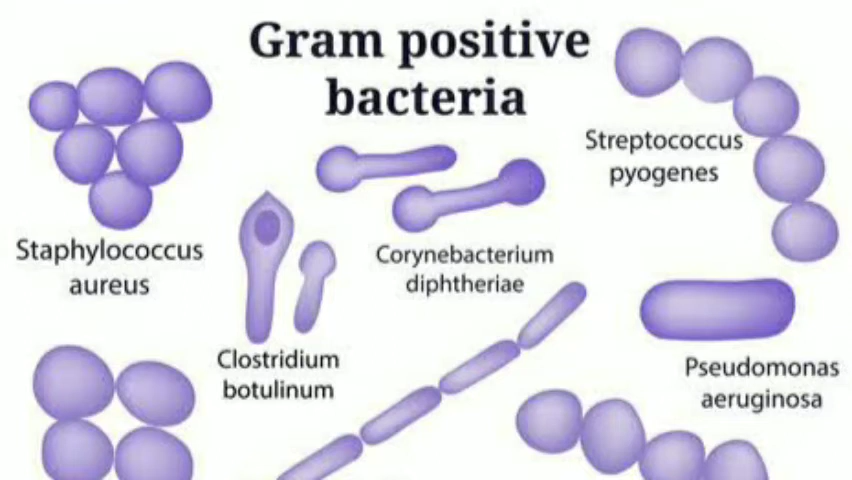 Gram positive
bacteria
Staphylococcus
aureus
Corynebacterium
diphtheriae
Streptococcus
pyogenes
Clostridium
botulinum
Pseudomonas
aeruginosa